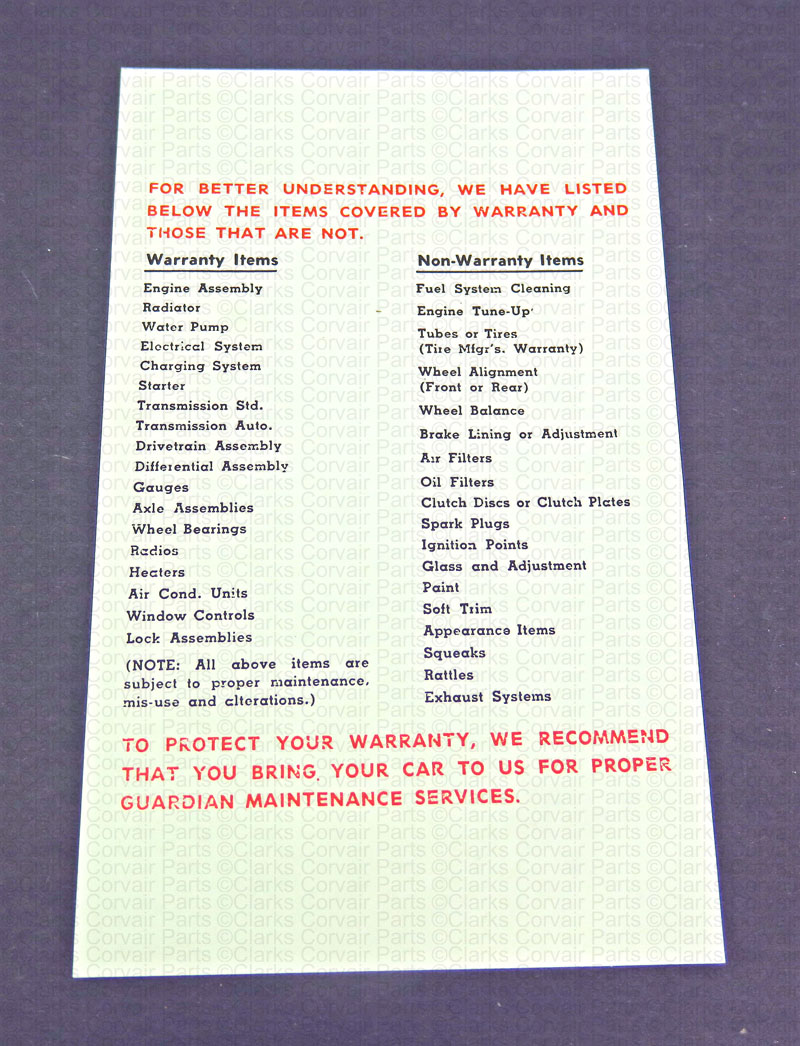 FOR BETTER UNDERSTANDING, WE HAVE LISTED
BELOW THE ITEMS COVERED BY WARRANTY AND
THOSE THAT ARE NOT.
Warranty Items
Engine Assembly
Radiator
Water Pump
Electrical System
Charging System
Starter
Transmission Std.
Transmission Auto.
Drivetrain Assembly
Differential Assembly
Gauges
Axle Assemblies
Wheel Bearings
Radios
Heaters
Air Cond. Units
Window Controls
Lock Assemblies
(NOTE: All above items are
subject to proper maintenance,
mis-use and alterations.)
Non-Warranty Items
Fuel System Cleaning
Engine Tune-Up
Tubes or Tires
(Tire Mfgr's. Warranty)
Wheel Alignment
(Front or Rear)
Wheel Balance
Brake Lining or Adjustment
Air Filters
Oil Filters
Clutch Discs or Clutch Plates
Spark Plugs
Ignition Points
Glass and Adjustment
Paint
Soft Trim
Appearance Items
Squeaks
Rattles
Exhaust Systems
TO PROTECT YOUR WARRANTY, WE RECOMMEND
THAT YOU BRING YOUR CAR TO US FOR PROPER
GUARDIAN MAINTENANCE SERVICES.
©Clarks Corvair Parts